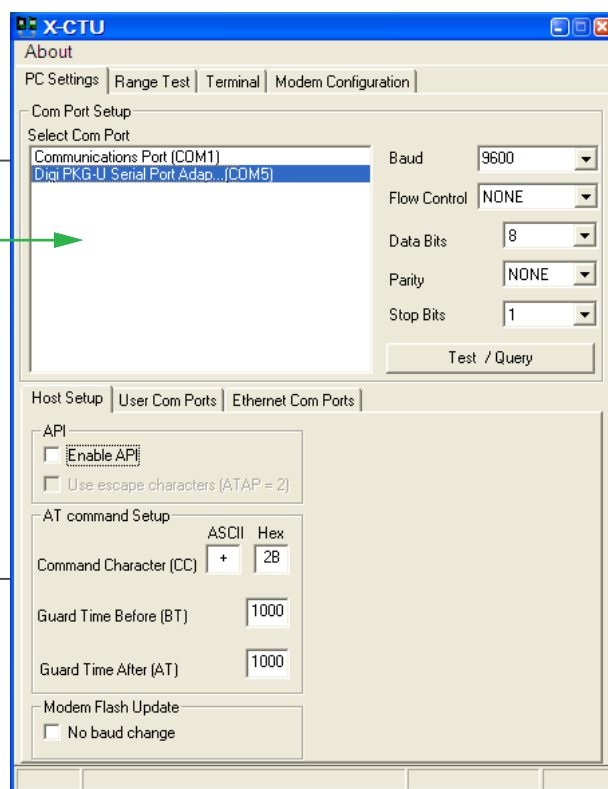 X-CTU
About
PC Settings Range Test Terminal Modem Configuration
Com Port Setup
Select Com Port
Communications Port (COM1)
Digi PKG-U Serial Port Adap...(COM5)
Baud 9600
Flow Control NONE
Data Bits 8
Parity NONE
Stop Bits 1
Test / Query
Host Setup User Com Ports Ethernet Com Ports
API
Enable API
Use escape characters (ATAP = 2)
AT command Setup
ASCII Hex
Command Character (CC) + 2B
Guard Time Before (BT) 1000
Guard Time After (AT) 1000
Modem Flash Update
No baud change